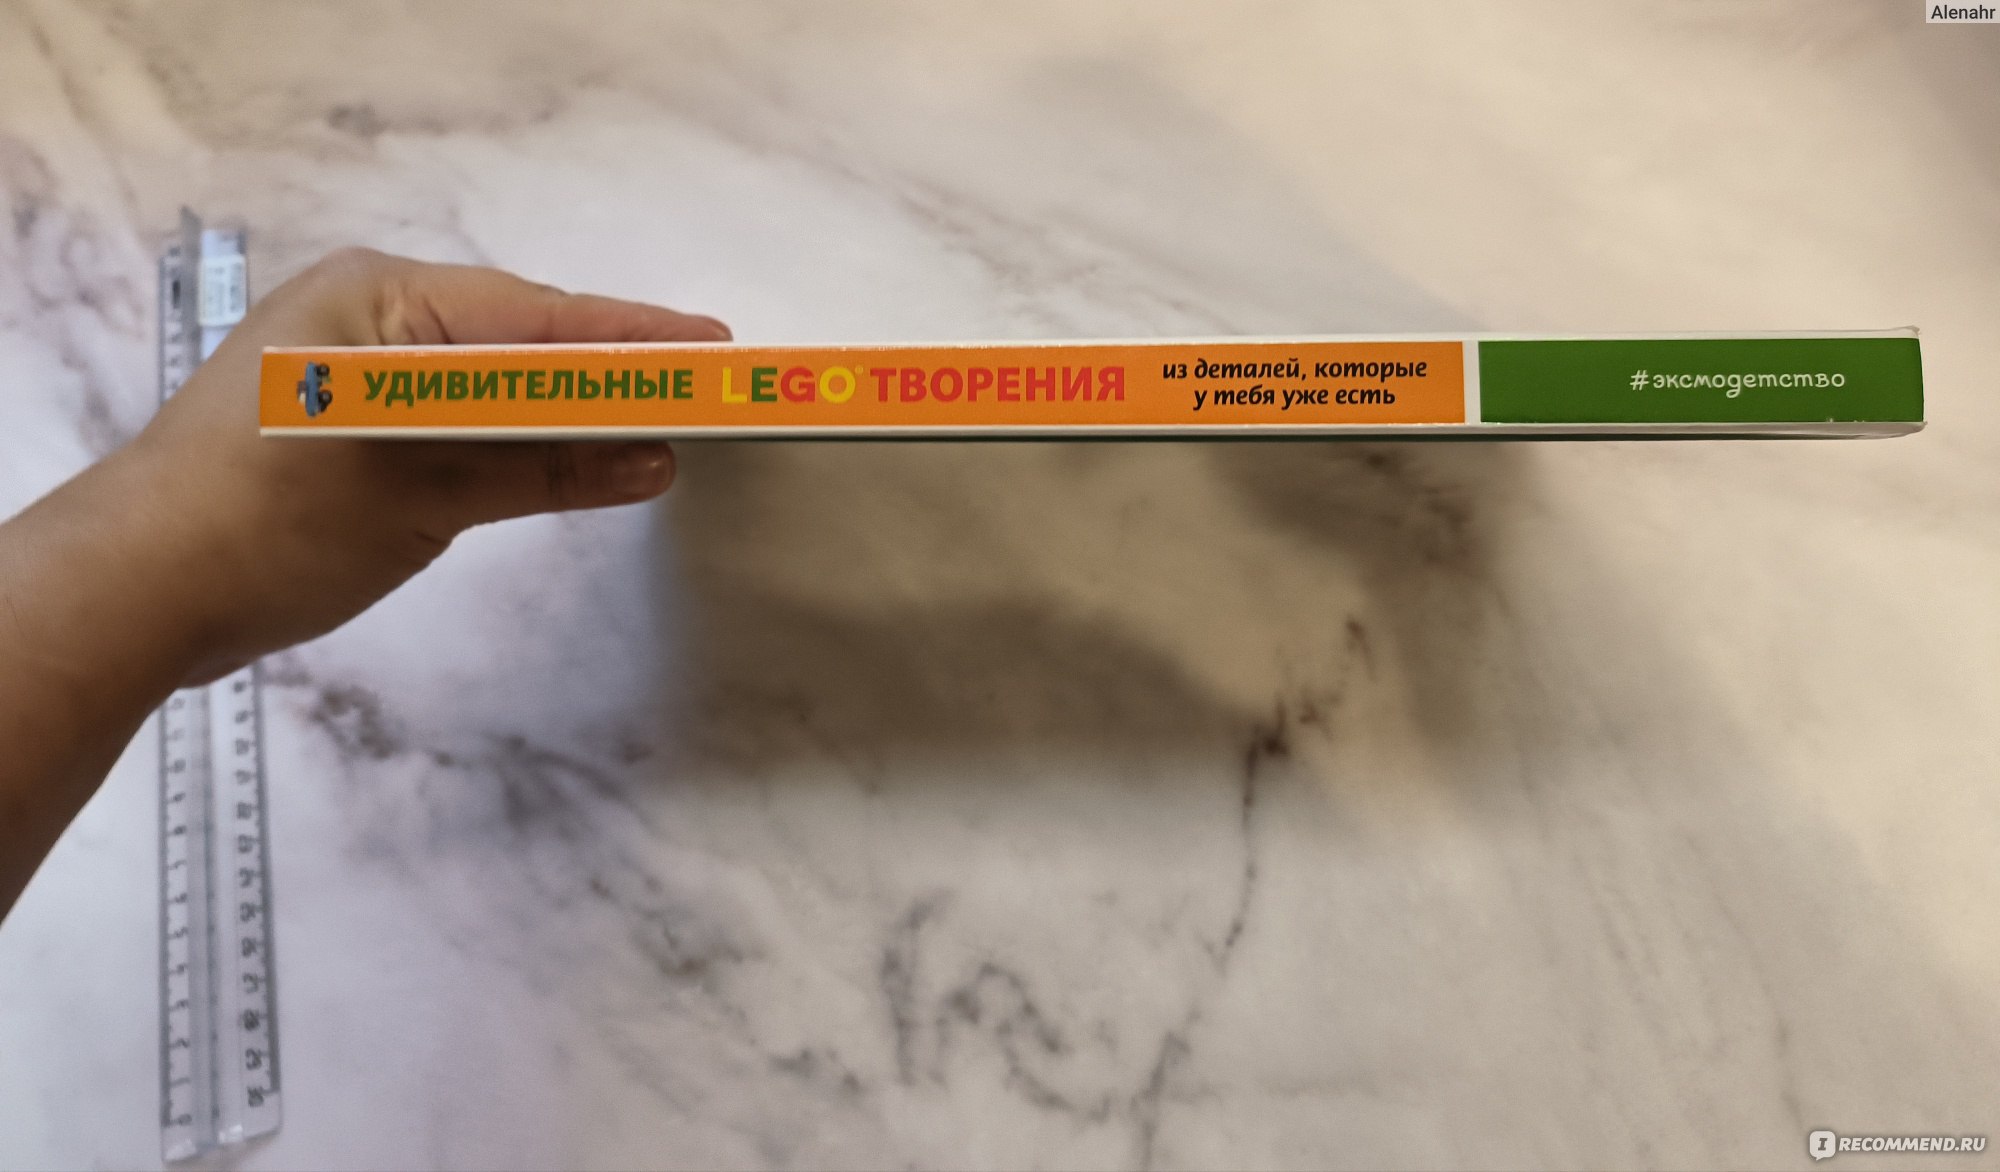 Alenahr
УДИВИТЕЛЬНЫЕ LEGO® ТВОРЕНИЯ
из деталей, которые
у тебя уже есть
#эксмодетство
IRECOMMEND.RU